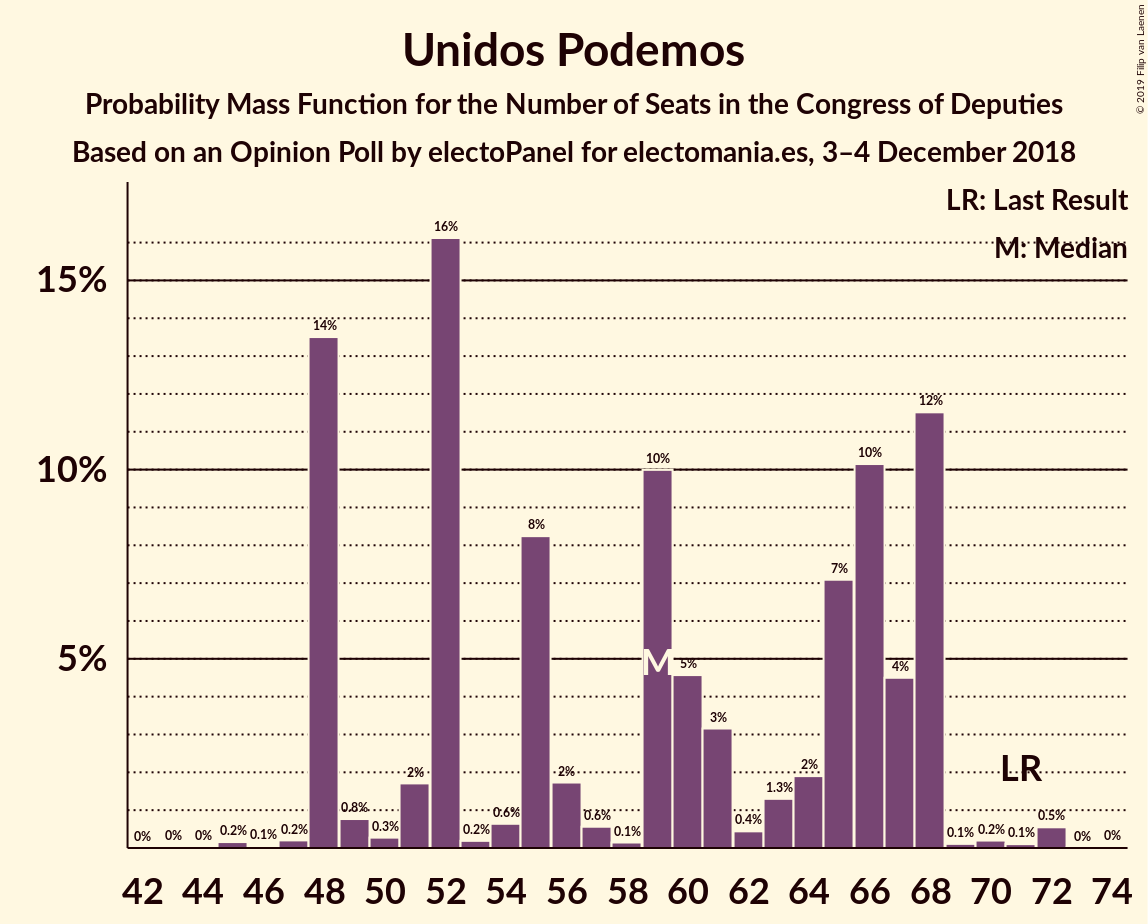 Unidos Podemos
Probability Mass Function for the Number of Seats in the Congress of Deputies
Based on an Opinion Poll by electoPanel for electomania.es, 3–4 December 2018
© 2019 Filip van Laenen
LR: Last Result
M: Median
15%
10%
5%
0% 0% 0% 0.2% 0.1% 0.2% 14% 0.8% 0.3% 2% 16% 0.2% 0.6% 8% 2% 0.6% 0.1% 10% 5% 3% 0.4% 1.3% 2% 7% 10% 4% 12% 0.1% 0.2% 0.1% 0.5% 0% 0%
M
LR
42 44 46 48 50 52 54 56 58 60 62 64 66 68 70 72 74